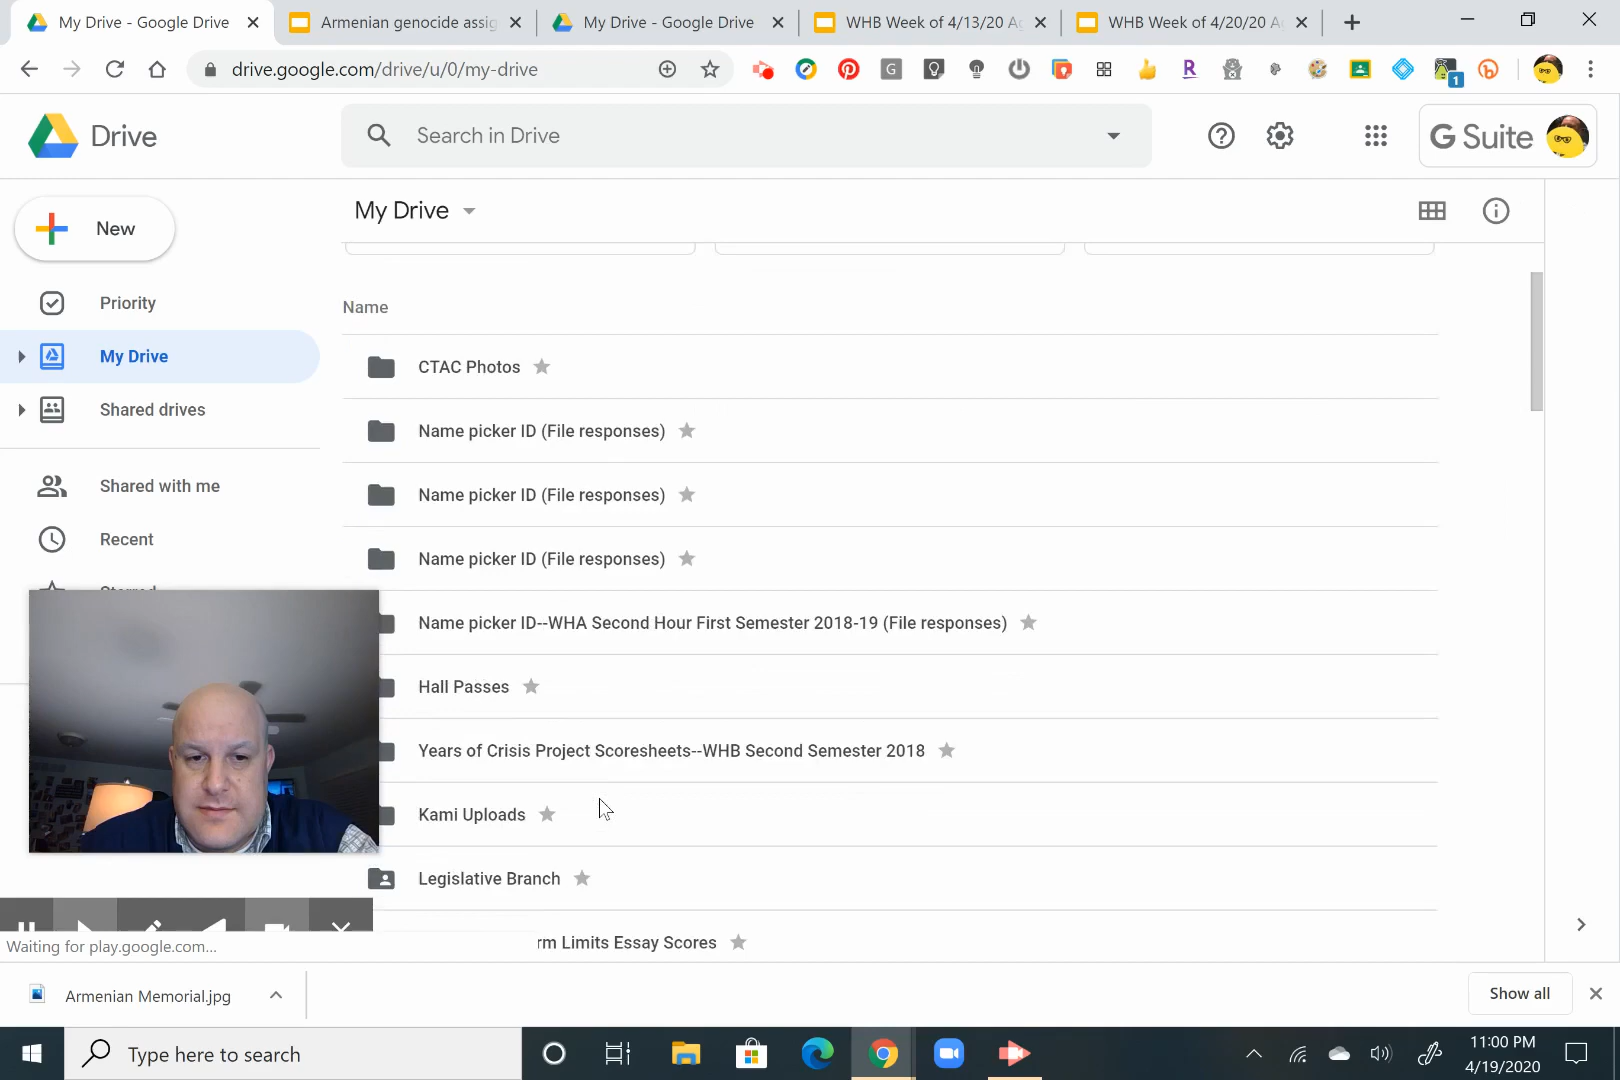 My Drive - Google Drive
Armenian genocide assig
My Drive - Google Drive
WHB Week of 4/13/20 Ag
WHB Week of 4/20/20 A
drive.google.com/drive/u/0/my-drive
1
Drive
Search in Drive
G Suite
New
My Drive
Priority
My Drive
Shared drives
Shared with me
Recent
Name
CTAC Photos
Name picker ID (File responses)
Name picker ID (File responses)
Name picker ID (File responses)
Name picker ID--WHA Second Hour First Semester 2018-19 (File responses)
Hall Passes
Years of Crisis Project Scoresheets--WHB Second Semester 2018
Kami Uploads
Legislative Branch
rm Limits Essay Scores
Waiting for play.google.com...
Armenian Memorial.jpg
Show all
Type here to search
11:00 PM
4/19/2020